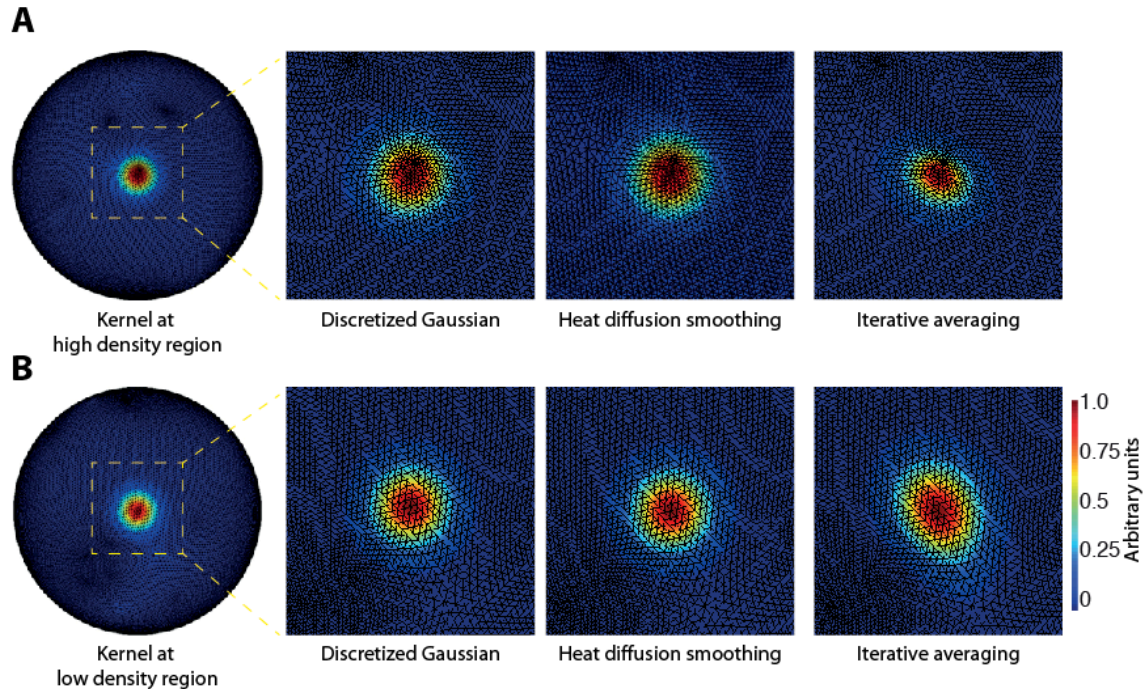 A
Kernel at
high density region
Discretized Gaussian
Heat diffusion smoothing
Iterative averaging
B
Kernel at
low density region
Discretized Gaussian
Heat diffusion smoothing
Iterative averaging
1.0
0.75
0.5
0.25
0
Arbitrary units